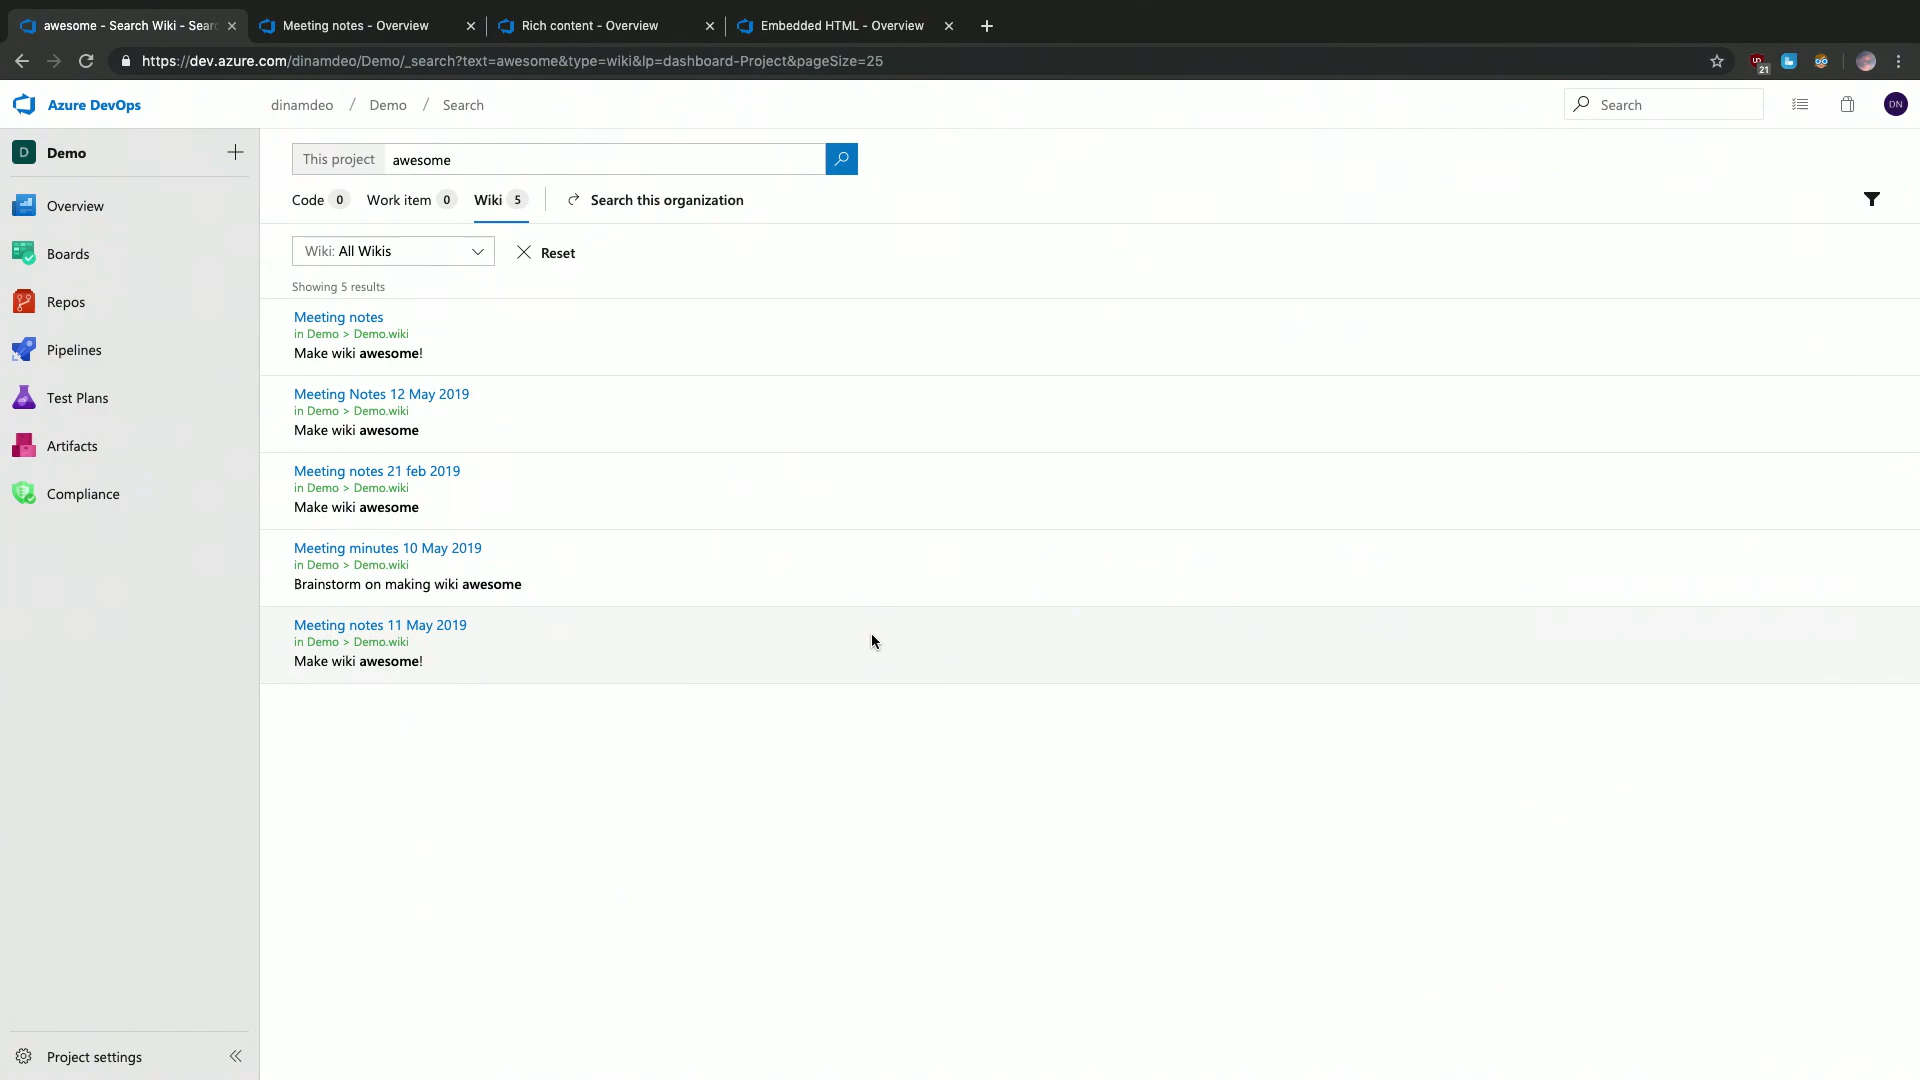 awesome - Search Wiki - Sear
Meeting notes - Overview
Rich content - Overview
Embedded HTML - Overview
https://dev.azure.com/dinamdeo/Demo/_search?text=awesome&type=wiki&lp=dashboard-Project&pageSize=25
21
Azure DevOps
dinamdeo / Demo / Search
Search
DN
D Demo
Overview
Boards
Repos
Pipelines
Test Plans
Artifacts
Compliance
Project settings
This project awesome
Code 0 Work item 0 Wiki 5 Search this organization
Wiki: All Wikis Reset
Showing 5 results
Meeting notes
in Demo > Demo.wiki
Make wiki awesome!
Meeting Notes 12 May 2019
in Demo > Demo.wiki
Make wiki awesome
Meeting notes 21 feb 2019
in Demo > Demo.wiki
Make wiki awesome
Meeting minutes 10 May 2019
in Demo > Demo.wiki
Brainstorm on making wiki awesome
Meeting notes 11 May 2019
in Demo > Demo.wiki
Make wiki awesome!